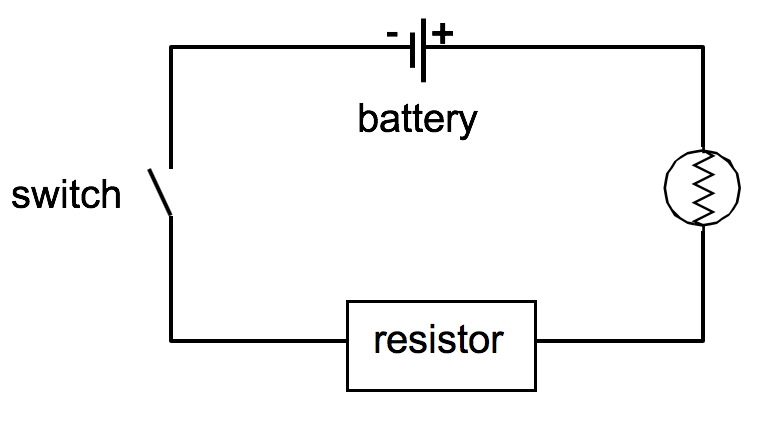 - +
battery
switch
resistor